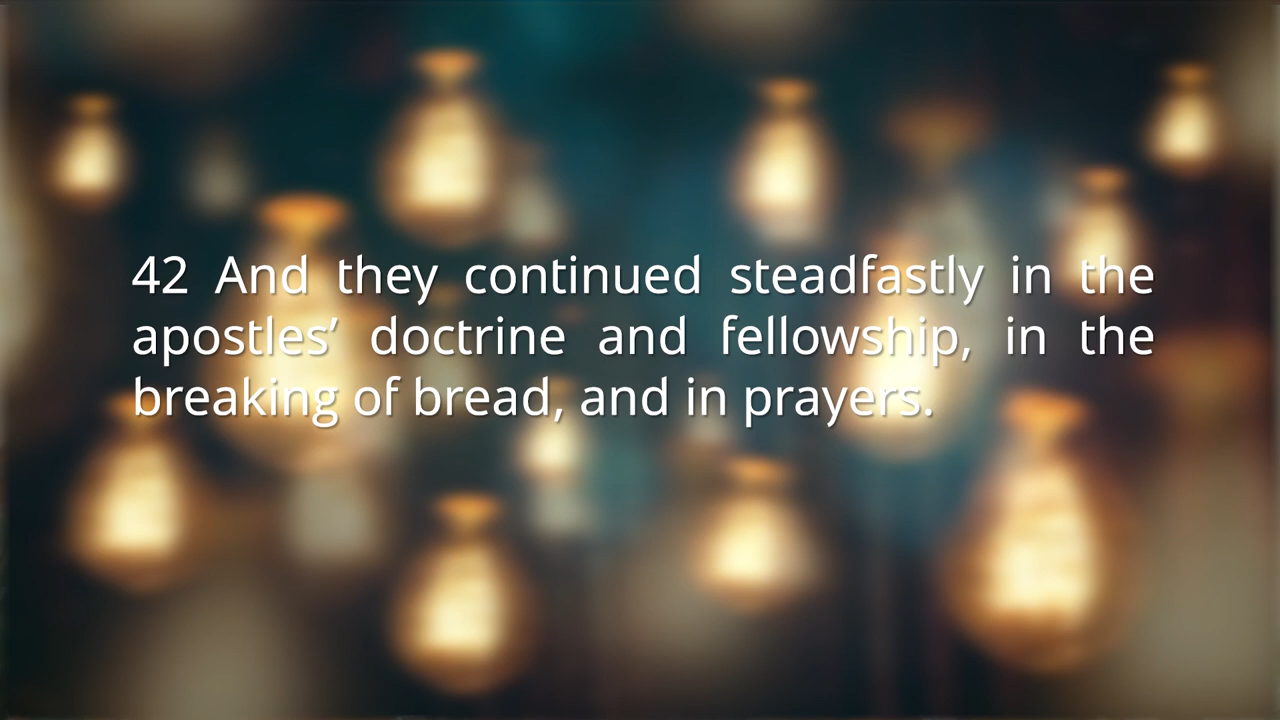 42 And they continued steadfastly in the
apostles’ doctrine and fellowship, in the
breaking of bread, and in prayers.